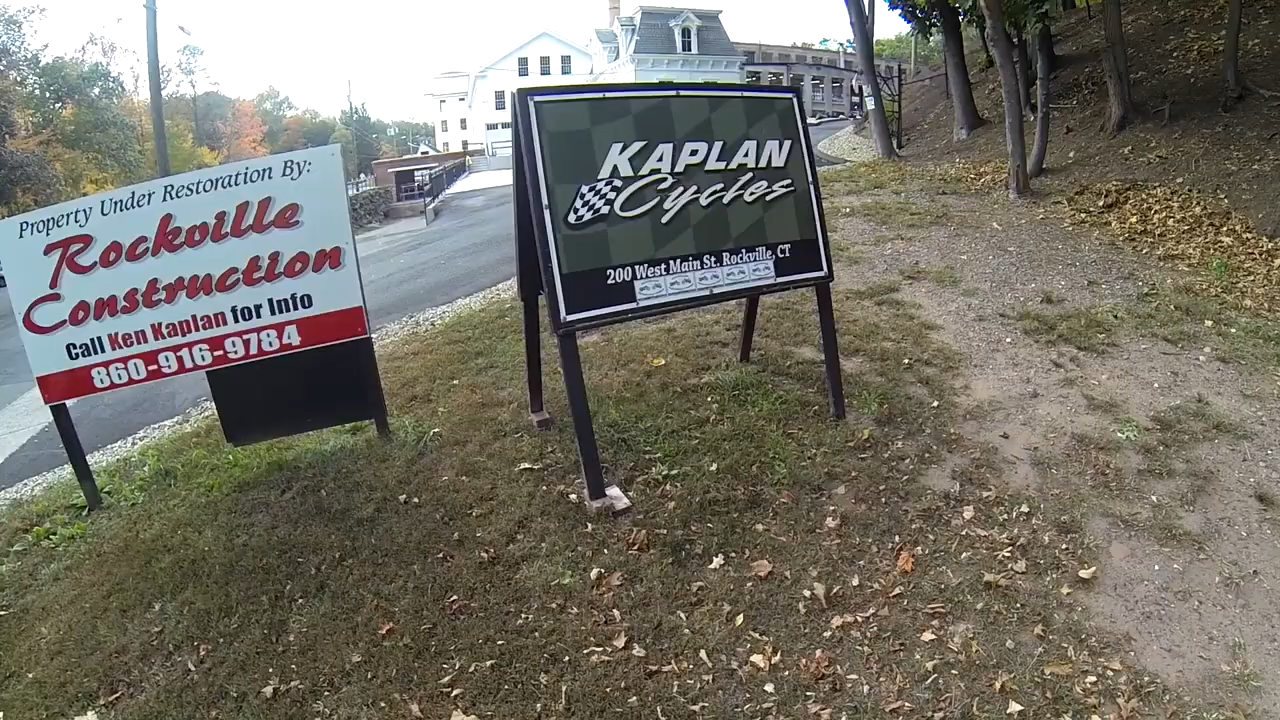 Property Under Restoration By:
Rockville
Construction
Call Ken Kaplan for Info
860-916-9784
KAPLAN
Cycles
200 West Main St. Rockville, CT